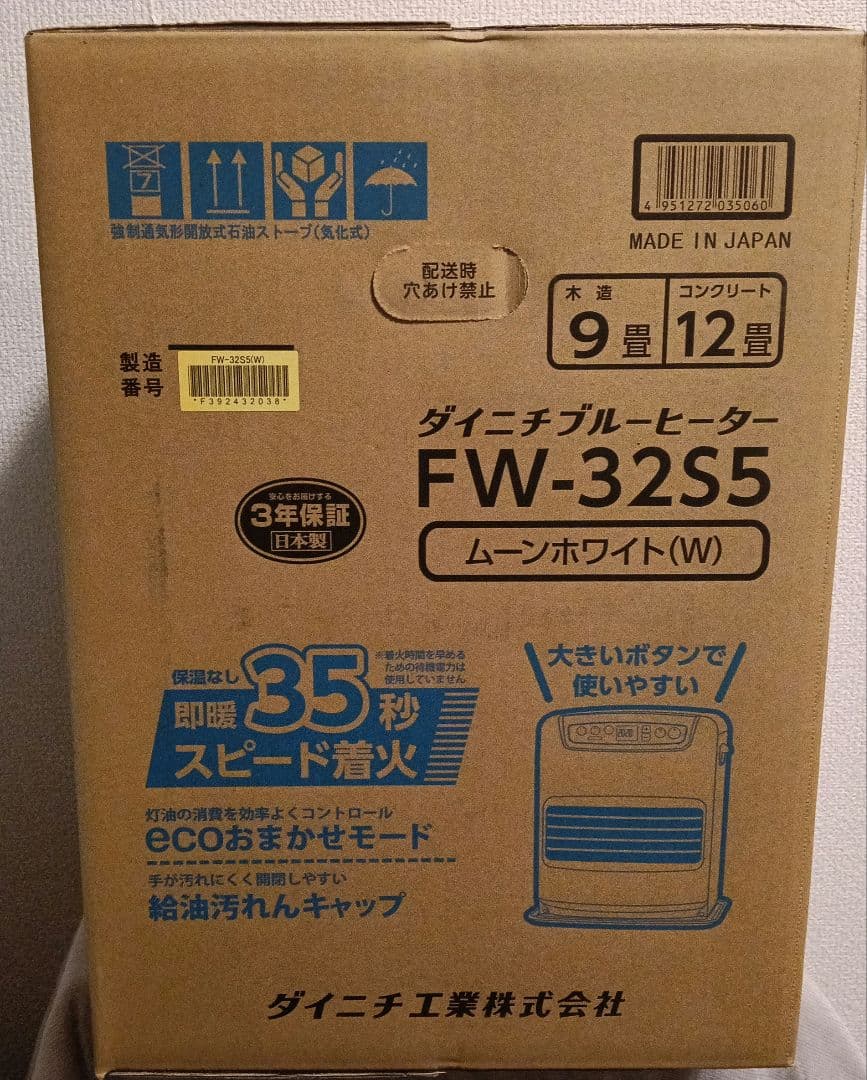 7
強制通気形開放式石油ストーブ(気化式)
4 951272 035060
MADE IN JAPAN
配送時
穴あけ禁止
木造 コンクリート
9畳 12畳
製造
番号
FW-32S5(W)
*F392432038*
ダイニチブルーヒーター
FW-32S5
ムーンホワイト(W)
安心をお届けする
3年保証
日本製
保温なし
※着火時間を早める
ための待機電力は
使用していません
即暖35秒
スピード着火
灯油の消費を効率よくコントロール
ecoおまかせモード
手が汚れにくく開閉しやすい
給油汚れんキャップ
大きいボタンで
使いやすい
ダイニチ工業株式会社